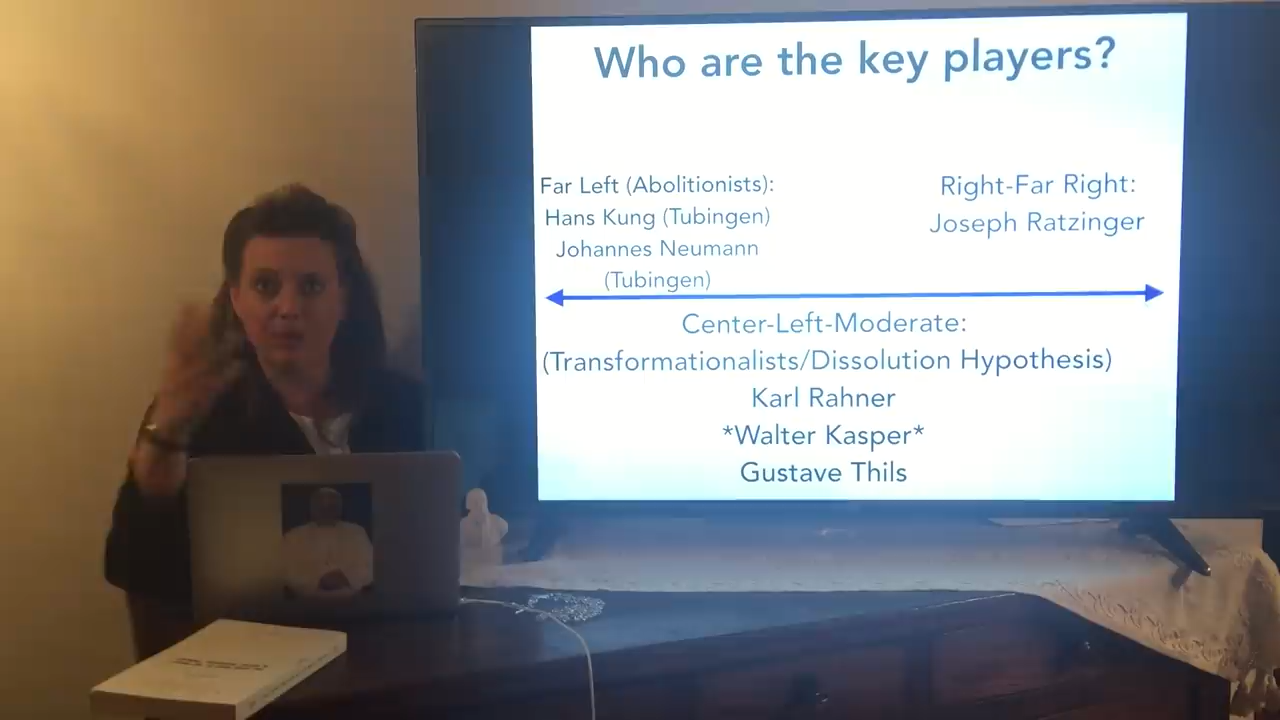 Who are the key players?
Far Left (Abolitionists):
Hans Kung (Tubingen)
Johannes Neumann
(Tubingen)
Right-Far Right:
Joseph Ratzinger
Center-Left-Moderate:
(Transformationalists/Dissolution Hypothesis)
Karl Rahner
*Walter Kasper*
Gustave Thils